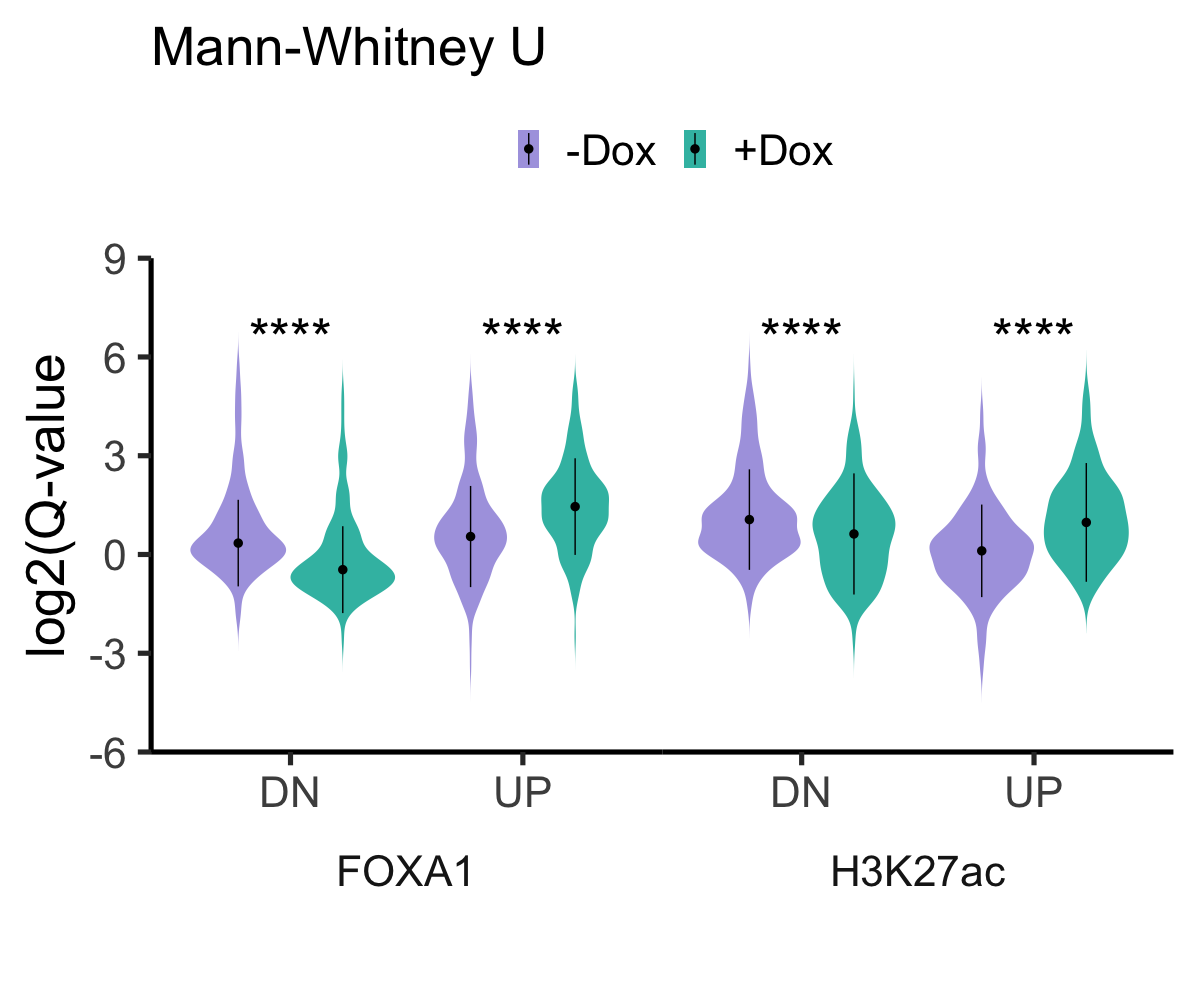 Mann-Whitney U
-Dox +Dox
9
6
3
0
-3
-6
log2(Q-value
**** **** **** ****
DN UP DN UP
FOXA1 H3K27ac